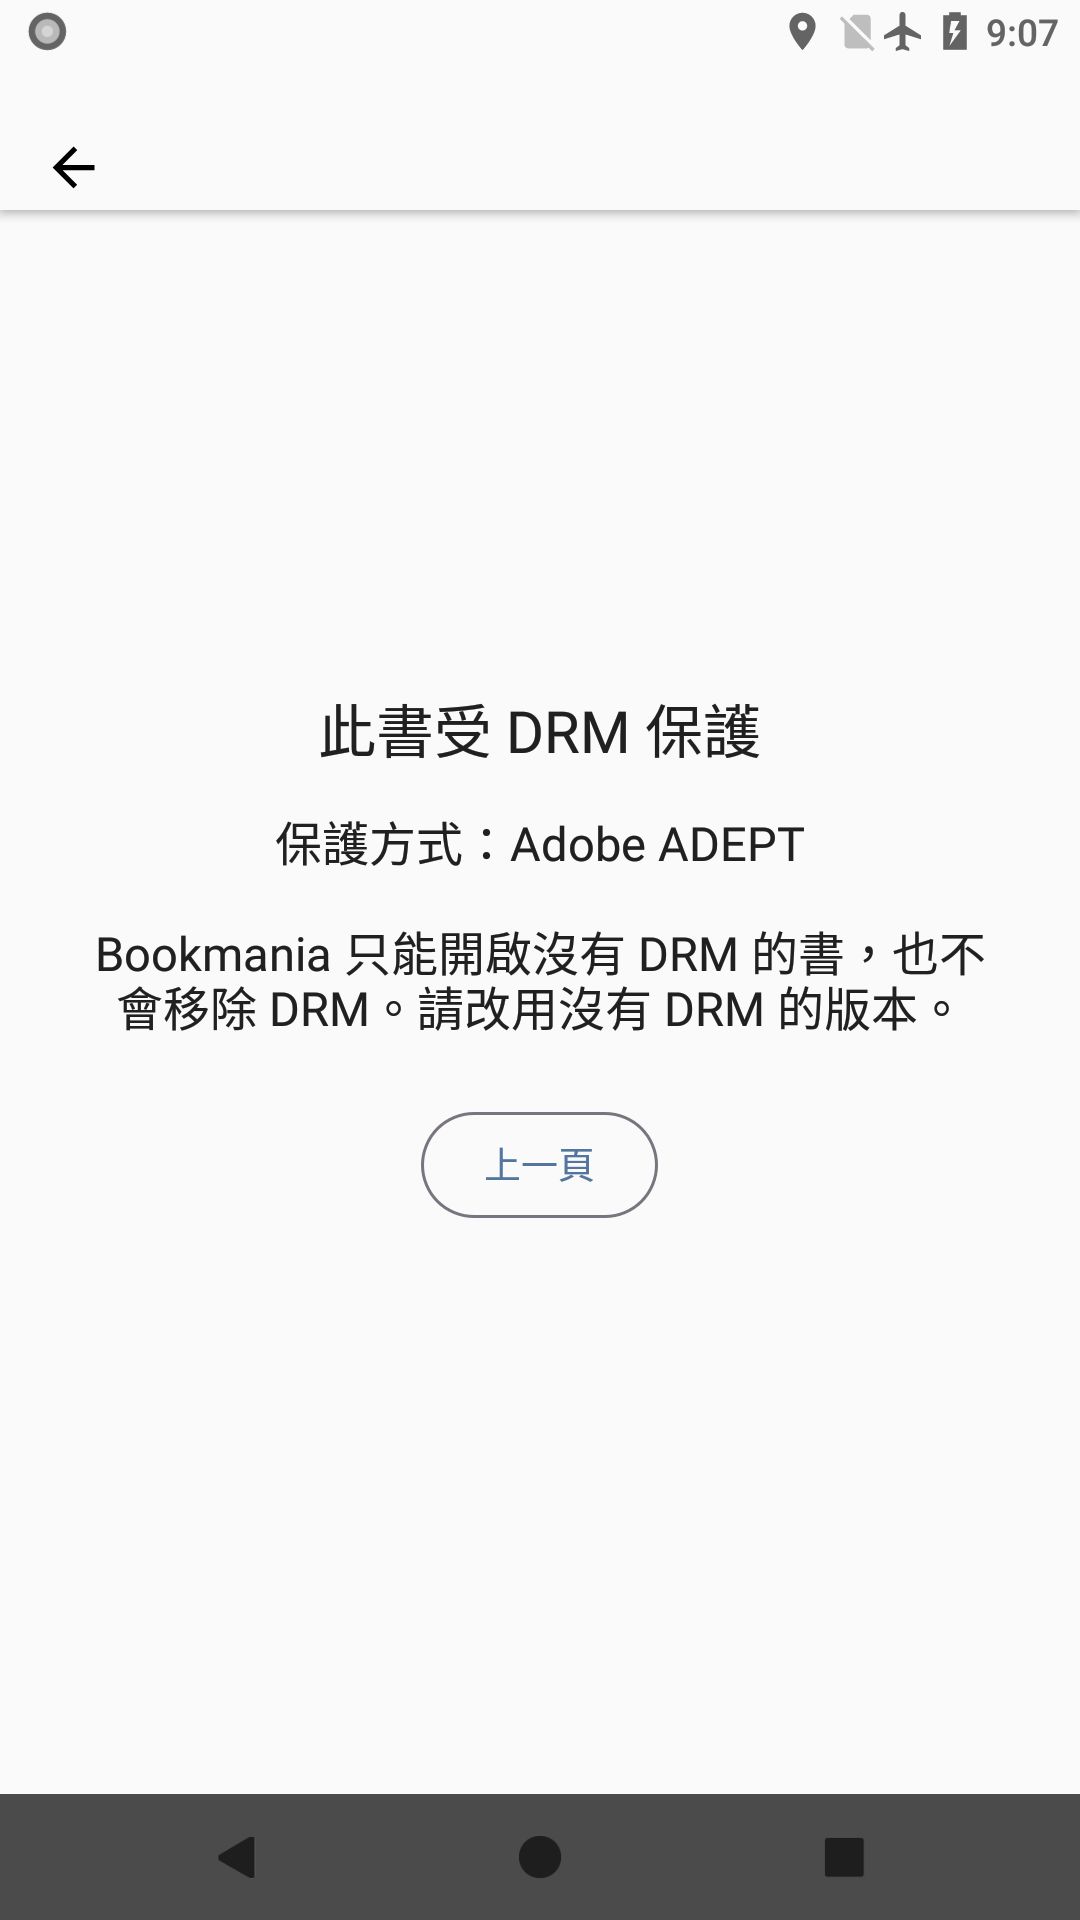 9:07
此書受 DRM 保護
保護方式：Adobe ADEPT
Bookmania 只能開啟沒有 DRM 的書，也不
會移除 DRM。請改用沒有 DRM 的版本。
上一頁